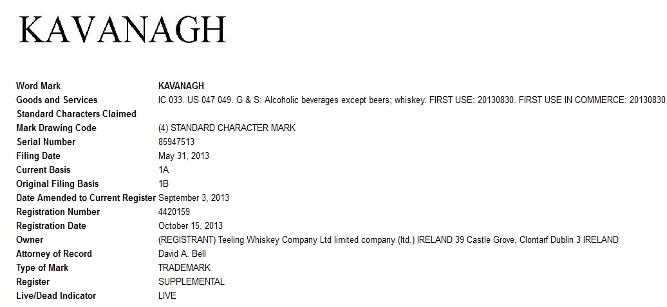 KAVANAGH
Word Mark KAVANAGH
Goods and Services IC 033. US 047 049. G & S: Alcoholic beverages except beers; whiskey. FIRST USE: 20130830. FIRST USE IN COMMERCE: 20130830
Standard Characters Claimed
Mark Drawing Code (4) STANDARD CHARACTER MARK
Serial Number 85947513
Filing Date May 31, 2013
Current Basis 1A
Original Filing Basis 1B
Date Amended to Current Register September 3, 2013
Registration Number 4420159
Registration Date October 15, 2013
Owner (REGISTRANT) Teeling Whiskey Company Ltd limited company (ltd.) IRELAND 39 Castle Grove, Clontarf Dublin 3 IRELAND
Attorney of Record David A. Bell
Type of Mark TRADEMARK
Register SUPPLEMENTAL
Live/Dead Indicator LIVE